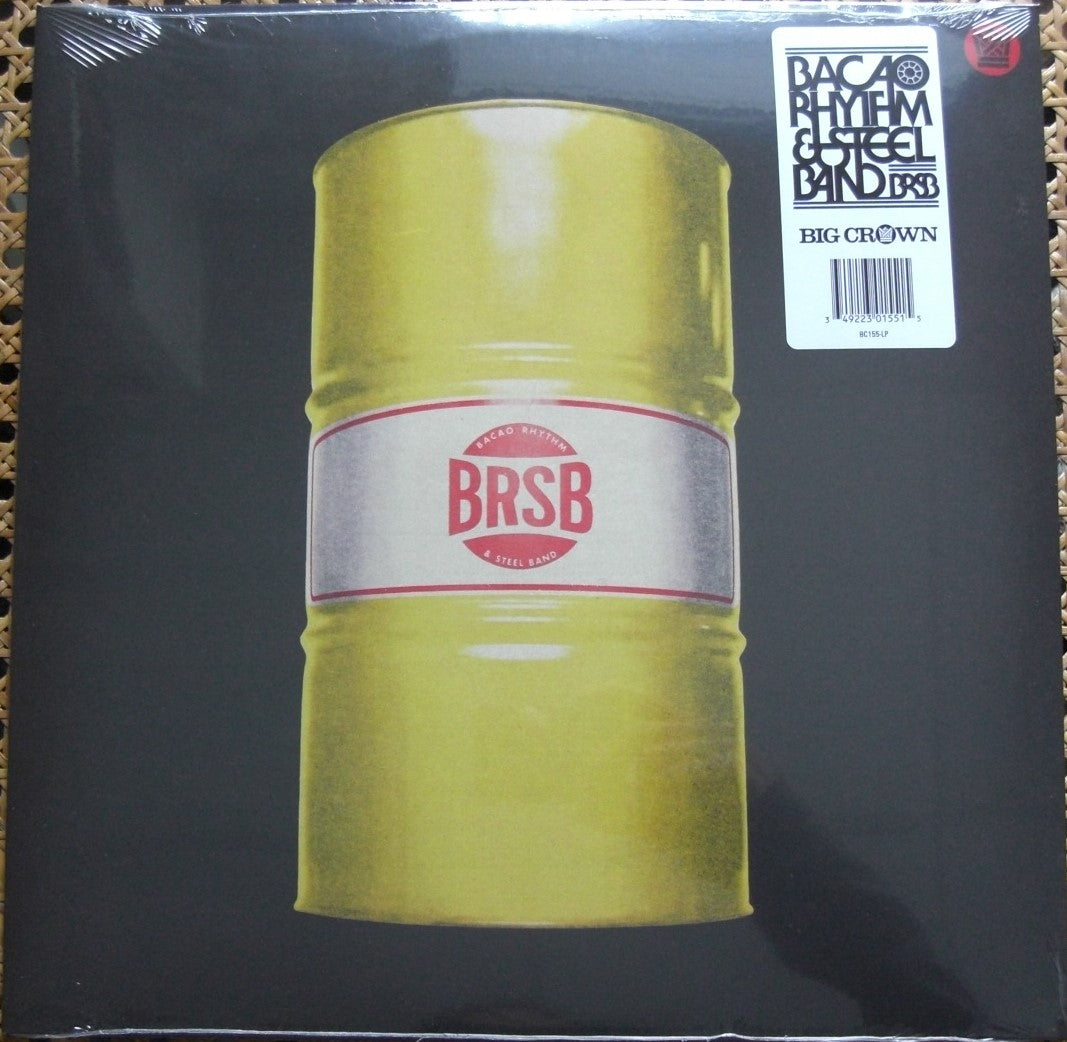 BACAO
RHYTHM
& STEEL
BAND BRSB
BIG CROWN
3 49223 01551 5
BC155-LP
BACAO RHYTHM
BRSB
& STEEL BAND